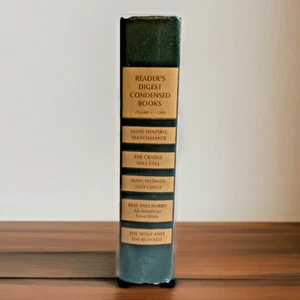 READER'S
DIGEST
CONDENSED
BOOKS
VOLUME
SADIE SHAPIRO,
MATCHMAKER
THE CRADLE
WILL FALL
MAN, WOMAN
AND CHILD
BESS AND HARRY
An American
Love Story
THE WOLF AND
THE BUFFALO